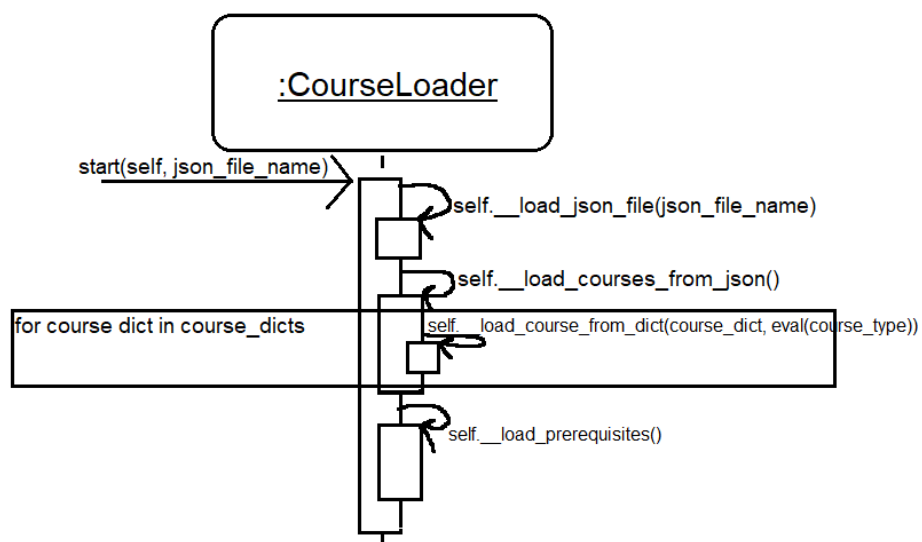 :CourseLoader
start(self, json_file_name)
self.__load_json_file(json_file_name)
self.__load_courses_from_json()
for course dict in course_dicts
self.__load_course_from_dict(course_dict, eval(course_type))
self.__load_prerequisites()